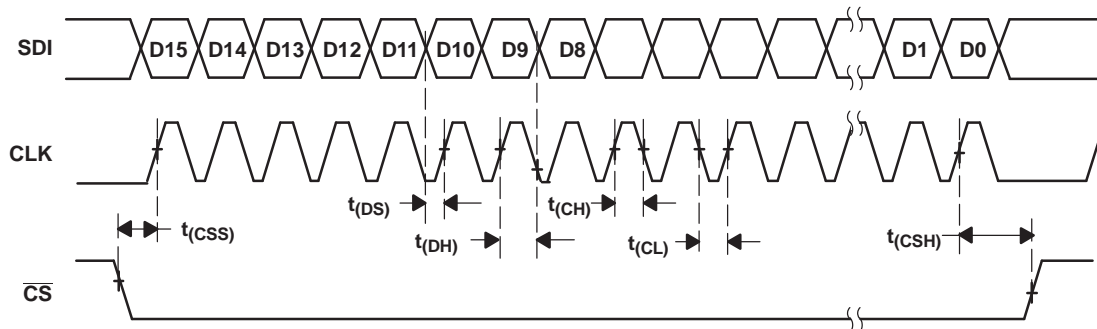 SDI D15 D14 D13 D12 D11 D10 D9 D8 D1 D0
CLK
t(DS) t(CH)
t(CSS) t(DH) t(CL) t(CSH)
CS